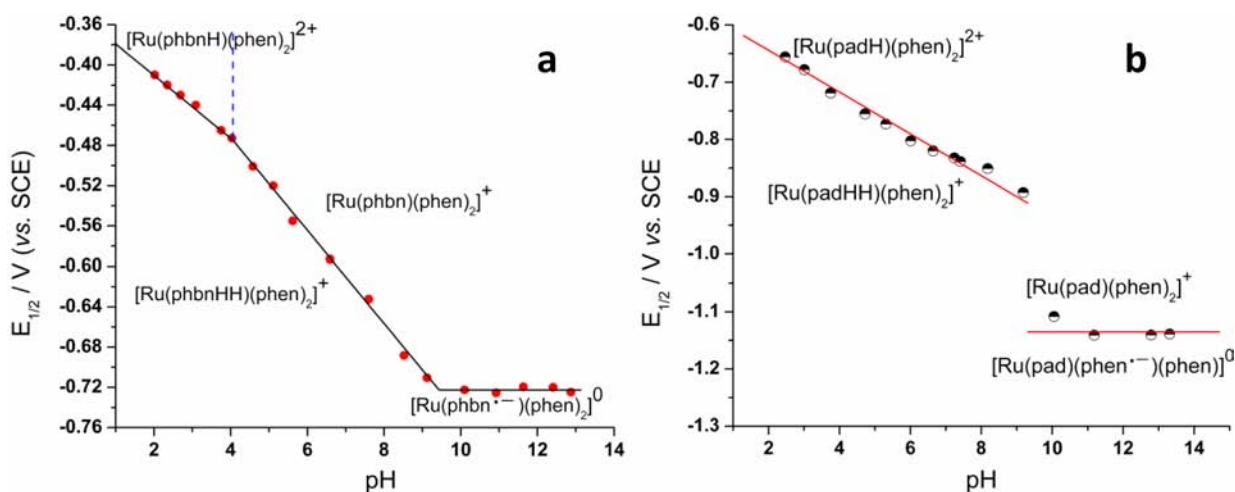 a
E1/2 / V (vs. SCE)
-0.36
-0.40
-0.44
-0.48
-0.52
-0.56
-0.60
-0.64
-0.68
-0.72
-0.76
[Ru(phbnH)(phen)2]2+
[Ru(phbn)(phen)2]+
[Ru(phbnHH)(phen)2]+
[Ru(phbn•−)(phen)2]0
2 4 6 8 10 12 14
pH
b
E1/2 / V vs. SCE
-0.6
-0.7
-0.8
-0.9
-1.0
-1.1
-1.2
-1.3
[Ru(padH)(phen)2]2+
[Ru(padHH)(phen)2]+
[Ru(pad)(phen)2]+
[Ru(pad)(phen•−)(phen)]0
2 4 6 8 10 12 14
pH